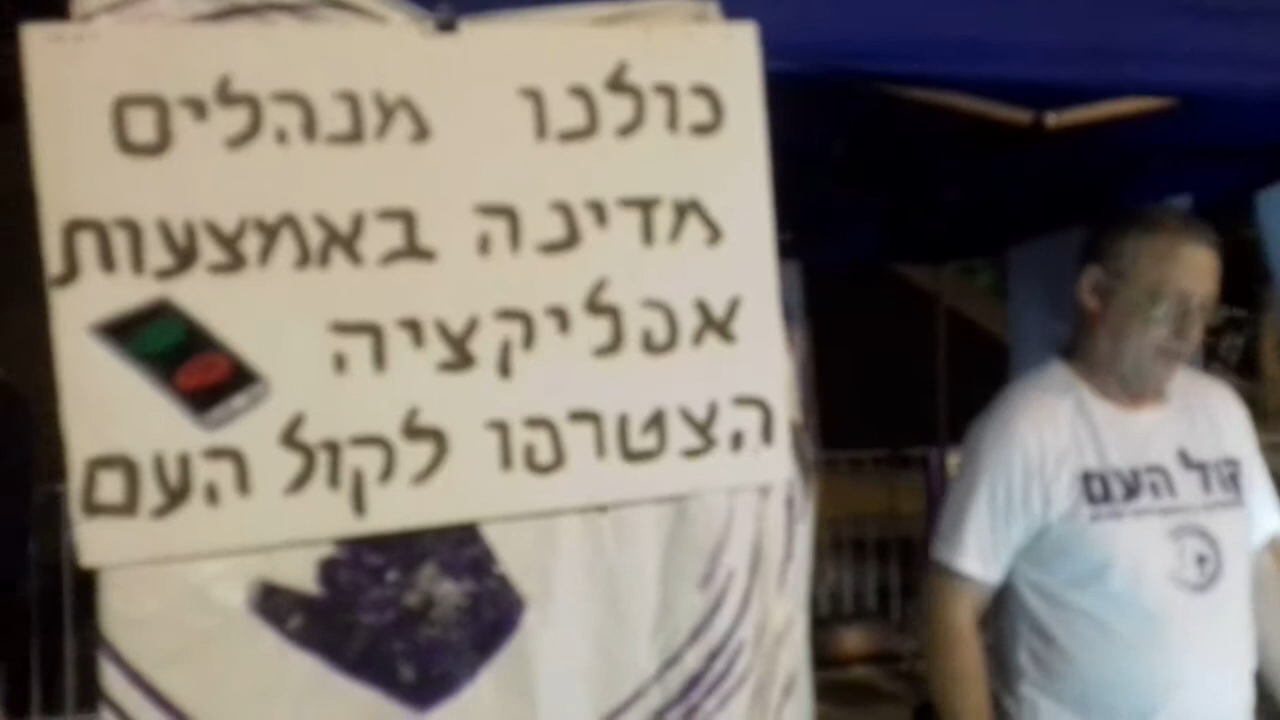 כולנו מנהלים
מדינה באמצעות
אפליקציה
הצטרפו לקול העם
קול העם